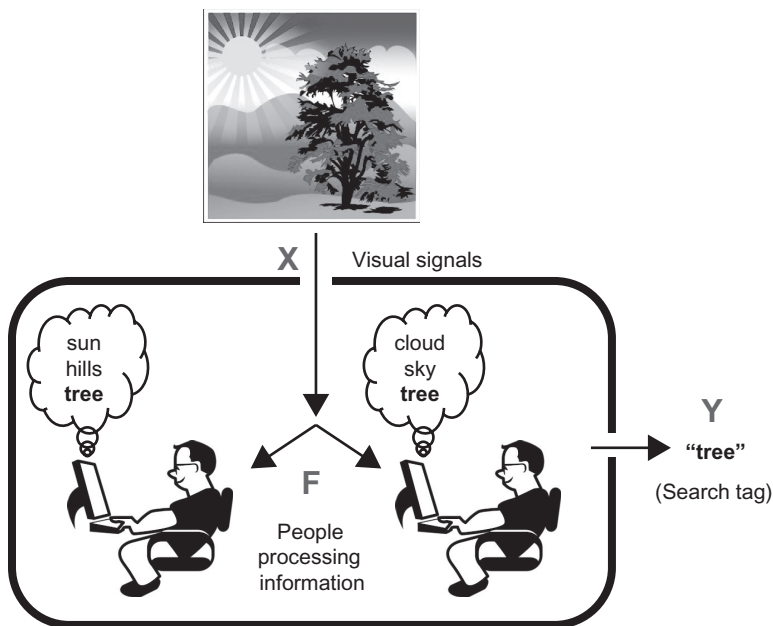 X
Visual signals
sun
hills
tree
cloud
sky
tree
F
People
processing
information
Y
“tree”
(Search tag)